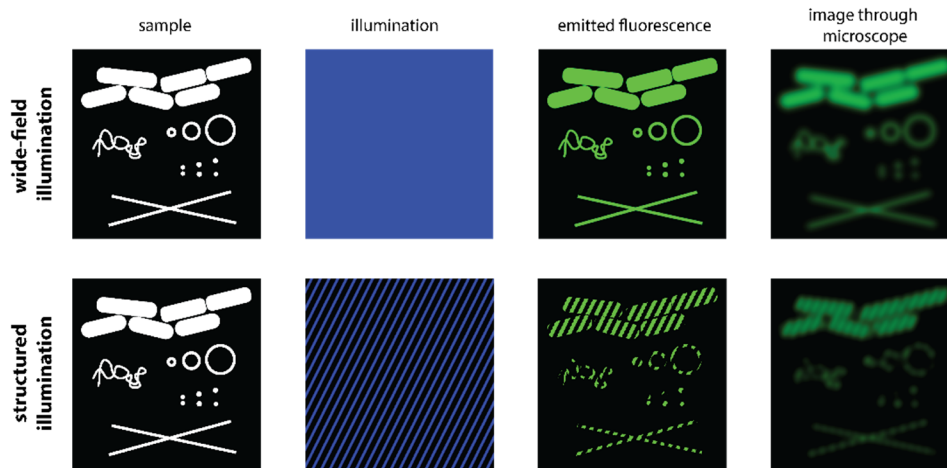 sample
illumination
emitted fluorescence
image through
microscope
wide-field
illumination
structured
illumination